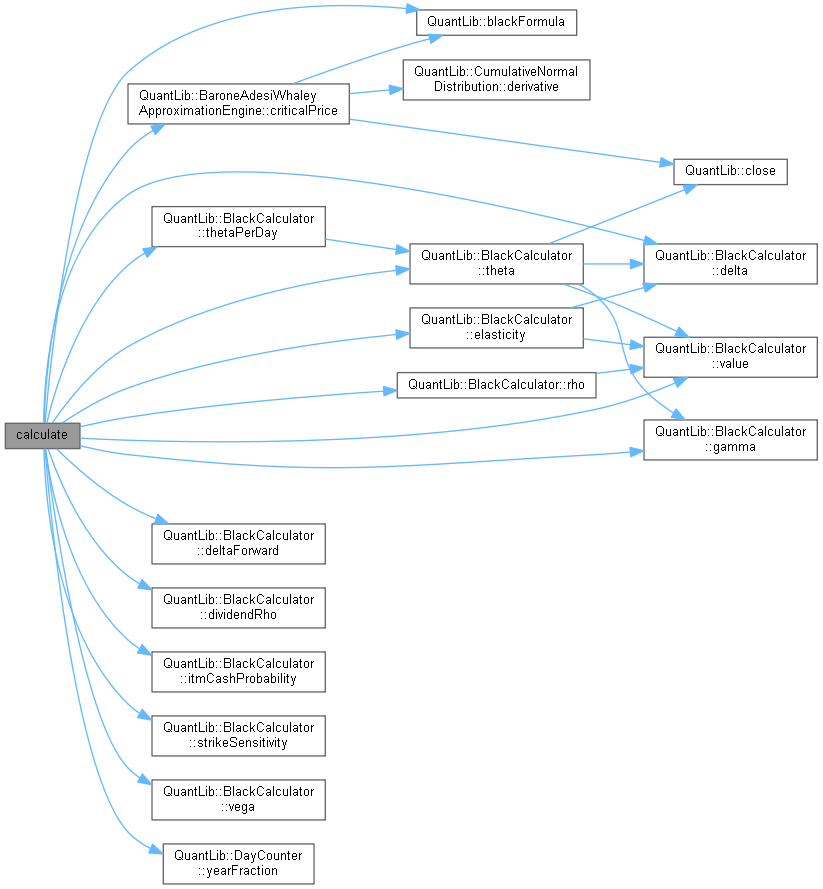 QuantLib::blackFormula
QuantLib::CumulativeNormal
Distribution::derivative
QuantLib::BaroneAdesiWhaley
ApproximationEngine::criticalPrice
QuantLib::close
QuantLib::BlackCalculator
::thetaPerDay
QuantLib::BlackCalculator
::theta
QuantLib::BlackCalculator
::delta
QuantLib::BlackCalculator
::elasticity
QuantLib::BlackCalculator
::value
QuantLib::BlackCalculator::rho
calculate
QuantLib::BlackCalculator
::gamma
QuantLib::BlackCalculator
::deltaForward
QuantLib::BlackCalculator
::dividendRho
QuantLib::BlackCalculator
::itmCashProbability
QuantLib::BlackCalculator
::strikeSensitivity
QuantLib::BlackCalculator
::vega
QuantLib::DayCounter
::yearFraction